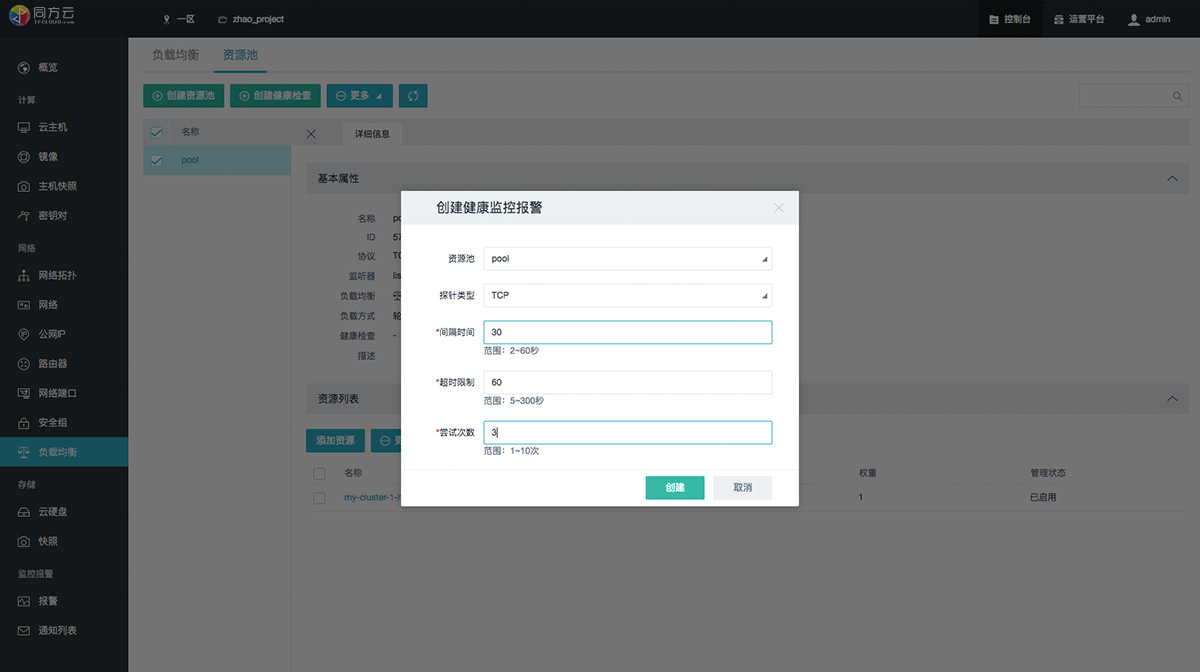 同方云
TFCLOUD.com
一区
zhao_project
控制台
运营平台
admin
概览
计算
云主机
镜像
主机快照
密钥对
网络
网络拓扑
网络
公网IP
路由器
网络端口
安全组
负载均衡
存储
云硬盘
快照
监控报警
报警
通知列表
负载均衡
资源池
创建资源池
创建健康检查
更多
名称
pool
详细信息
基本属性
名称
ID 57
协议
监听器 lis
负载均衡
负载方式 轮
健康检查 -
描述
资源列表
添加资源
名称
权重
管理状态
my-cluster-1-
1
已启用
创建健康监控报警
资源池 pool
探针类型 TCP
*间隔时间 30
范围：2~60秒
*超时限制 60
范围：5~300秒
*尝试次数 3
范围：1~10次
创建
取消